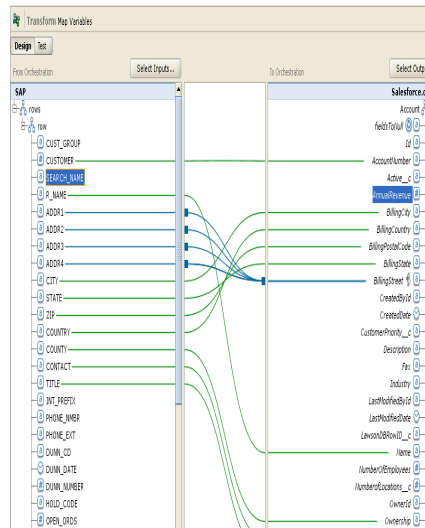 Transform Map Variables
Design Test
From Orchestration
Select Inputs...
To Orchestration
Select Outp
SAP
rows
row
CUST_GROUP
CUSTOMER
SEARCH_NAME
R_NAME
ADDR1
ADDR2
ADDR3
ADDR4
CITY
STATE
ZIP
COUNTRY
COUNTY
CONTACT
TITLE
INT_PREFIX
PHONE_NMBR
PHONE_EXT
DUNN_CD
DUNN_DATE
DUNN_NUMBER
HOLD_CODE
OPEN_ORDS
Salesforce.c
Account
fieldsToNull
Id
AccountNumber
Active__c
AnnualRevenue
BillingCity
BillingCountry
BillingPostalCode
BillingState
BillingStreet
CreatedById
CreatedDate
CustomerPriority__c
Description
Fax
Industry
LastModifiedById
LastModifiedDate
LawsonDBRowID__c
Name
NumberOfEmployees
NumberofLocations__c
OwnerId
Ownership